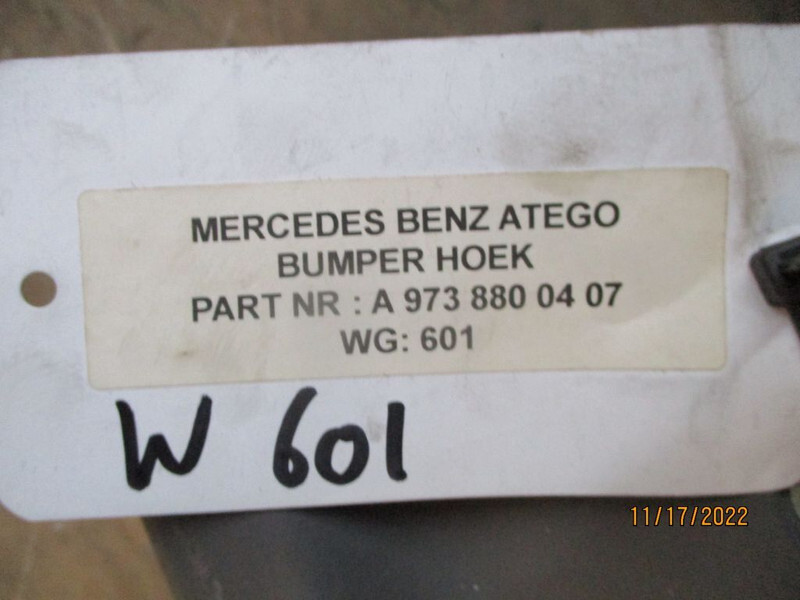 MERCEDES BENZ ATEGO
BUMPER HOEK
PART NR : A 973 880 04 07
WG: 601
W 601
11/17/2022